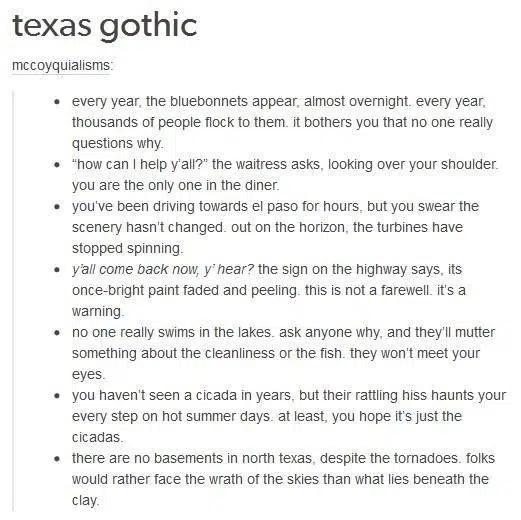 texas gothic
mccoyquialisms:
• every year, the bluebonnets appear, almost overnight. every year,
thousands of people flock to them. it bothers you that no one really
questions why.
• “how can I help y’all?” the waitress asks, looking over your shoulder.
you are the only one in the diner.
• you’ve been driving towards el paso for hours, but you swear the
scenery hasn’t changed. out on the horizon, the turbines have
stopped spinning.
• y’all come back now, y’ hear? the sign on the highway says, its
once-bright paint faded and peeling. this is not a farewell. it’s a
warning.
• no one really swims in the lakes. ask anyone why, and they’ll mutter
something about the cleanliness or the fish. they won’t meet your
eyes.
• you haven’t seen a cicada in years, but their rattling hiss haunts your
every step on hot summer days. at least, you hope it’s just the
cicadas.
• there are no basements in north texas, despite the tornadoes. folks
would rather face the wrath of the skies than what lies beneath the
clay.